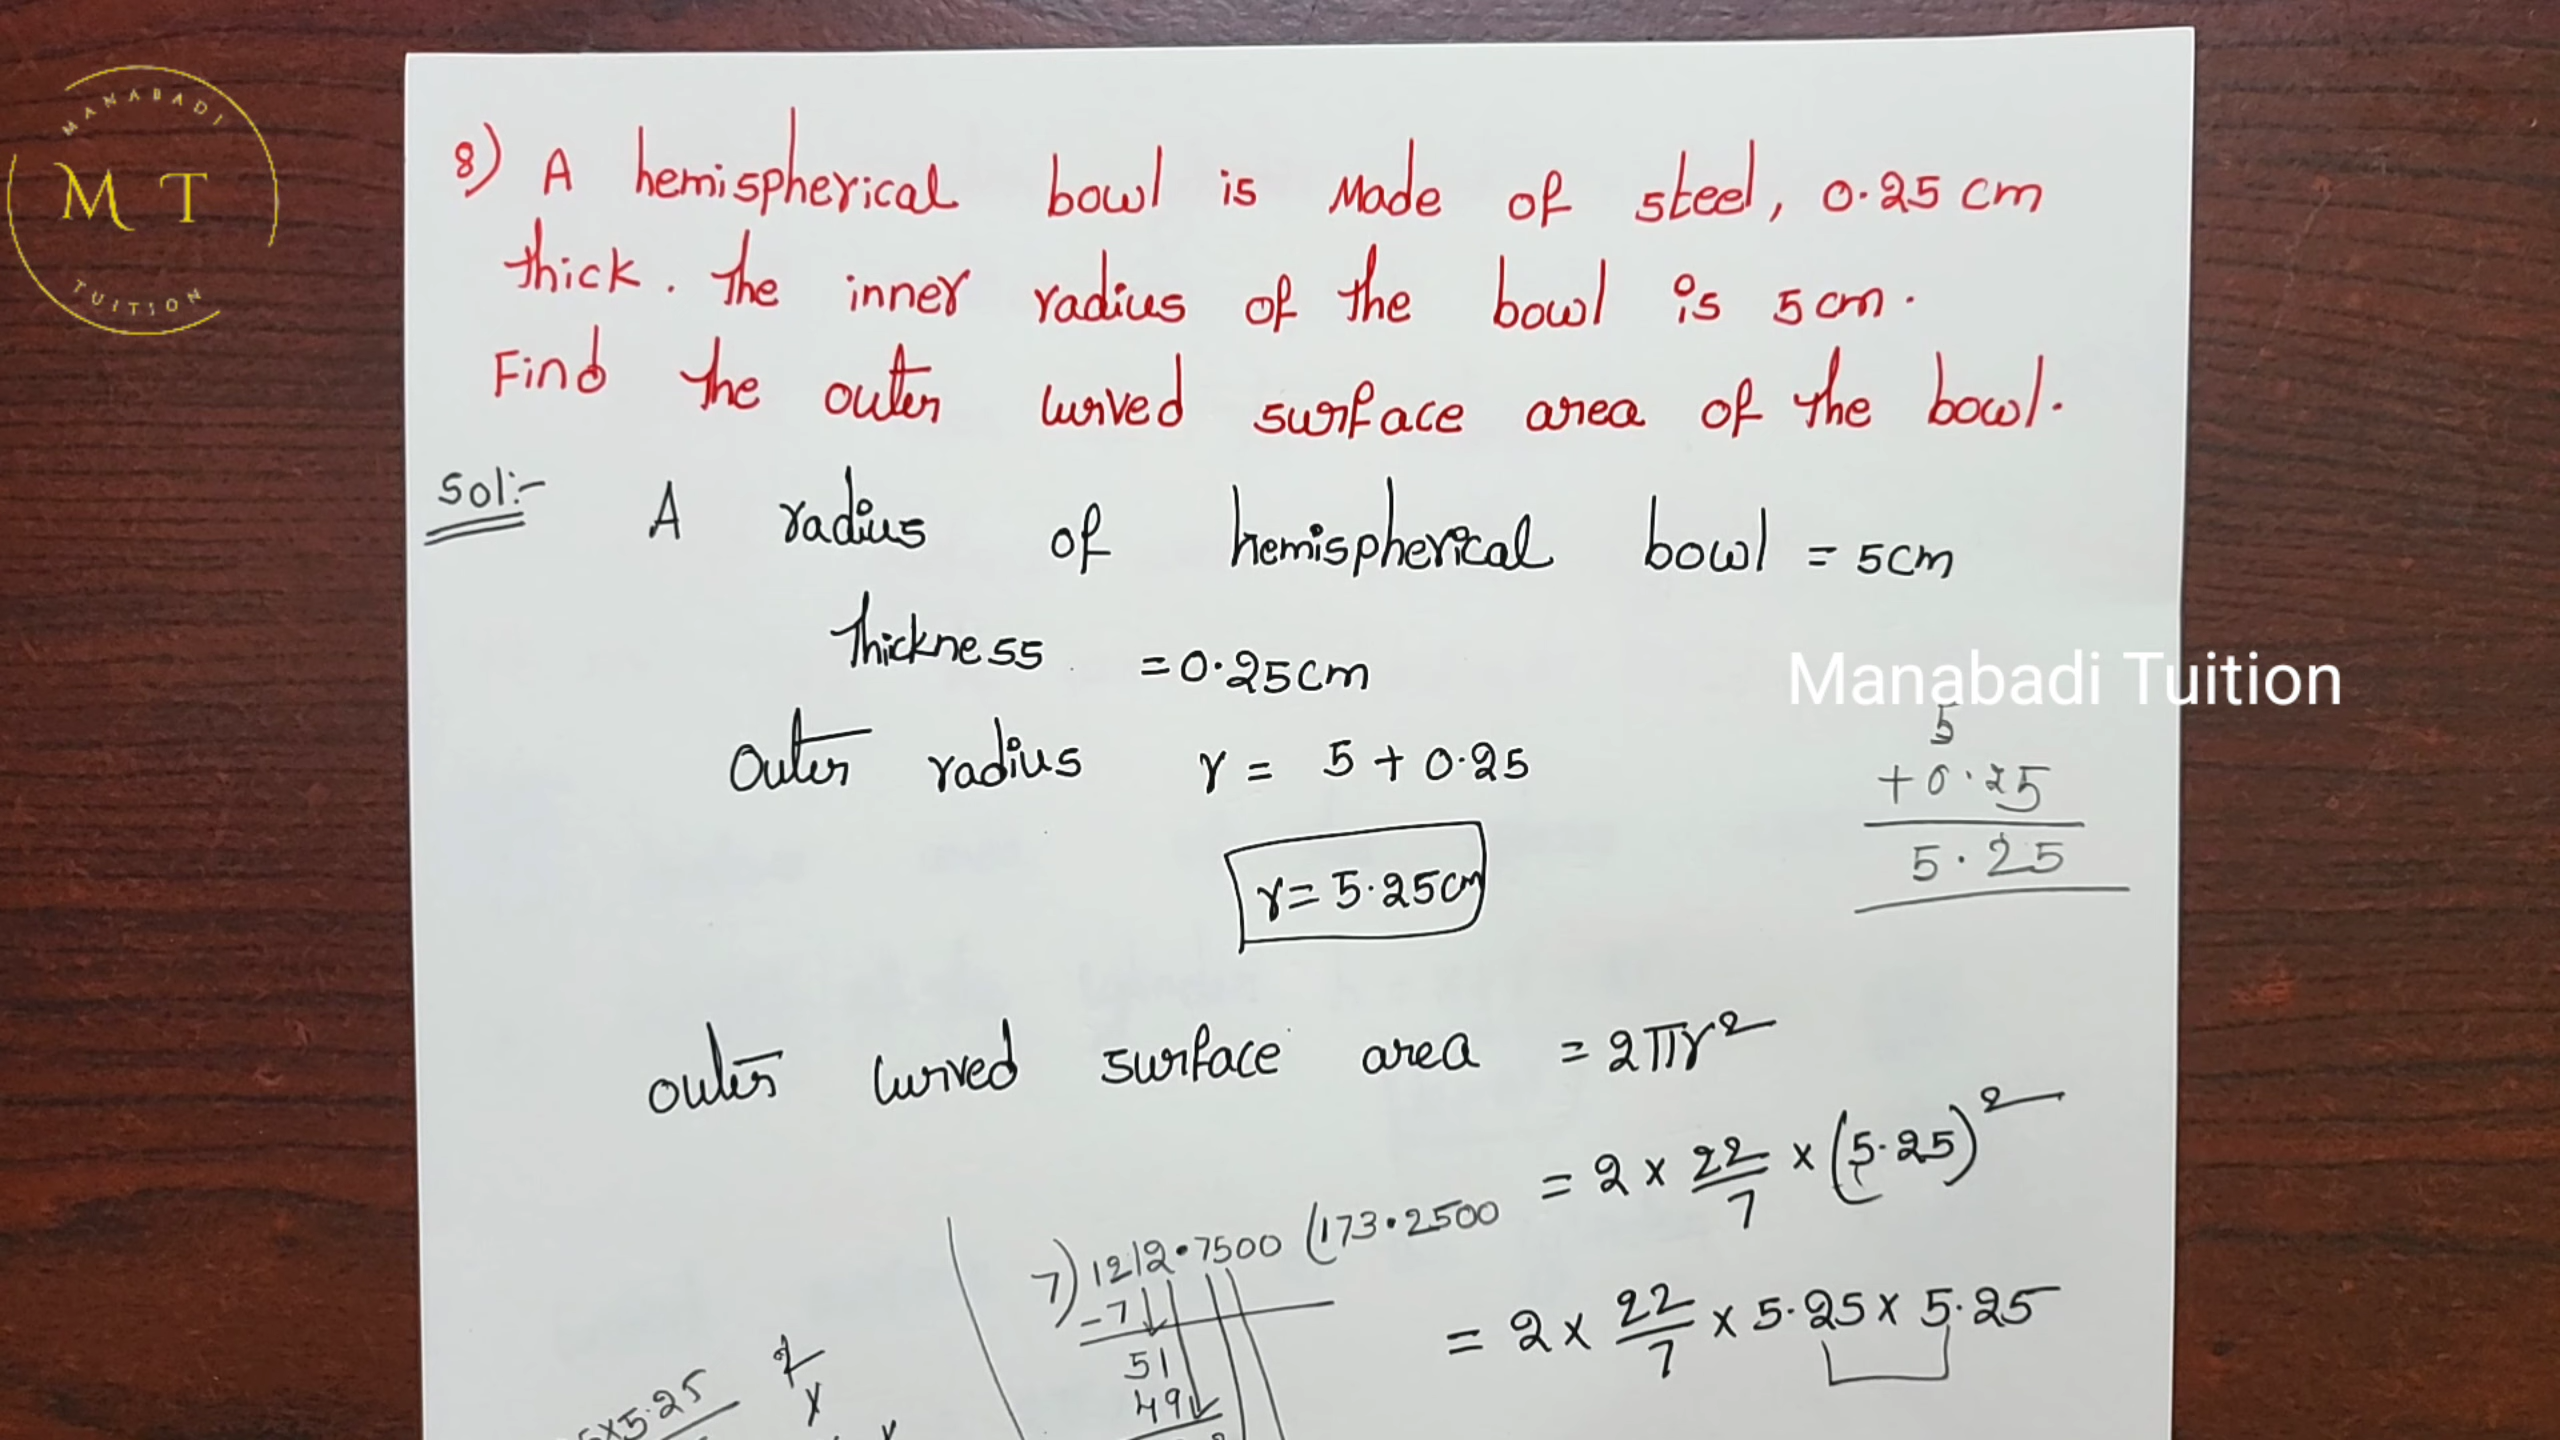 MANABADI
M T
TUITION
8) A hemispherical bowl is Made of steel, 0.25 cm
thick. The inner radius of the bowl is 5cm.
Find the outer curved surface area of the bowl.
Sol:- A radius of hemispherical bowl = 5cm
Thickness = 0.25cm
Manabadi Tuition
Outer radius r = 5 + 0.25
5
+ 0.25
5.25
r = 5.25cm
outer curved surface area = 2πr²
= 2 × 22/7 × (5.25)²
7) 1212.7500 (173.2500
-7
51
49
= 2 × 22/7 × 5.25 × 5.25
×5.25
2
×